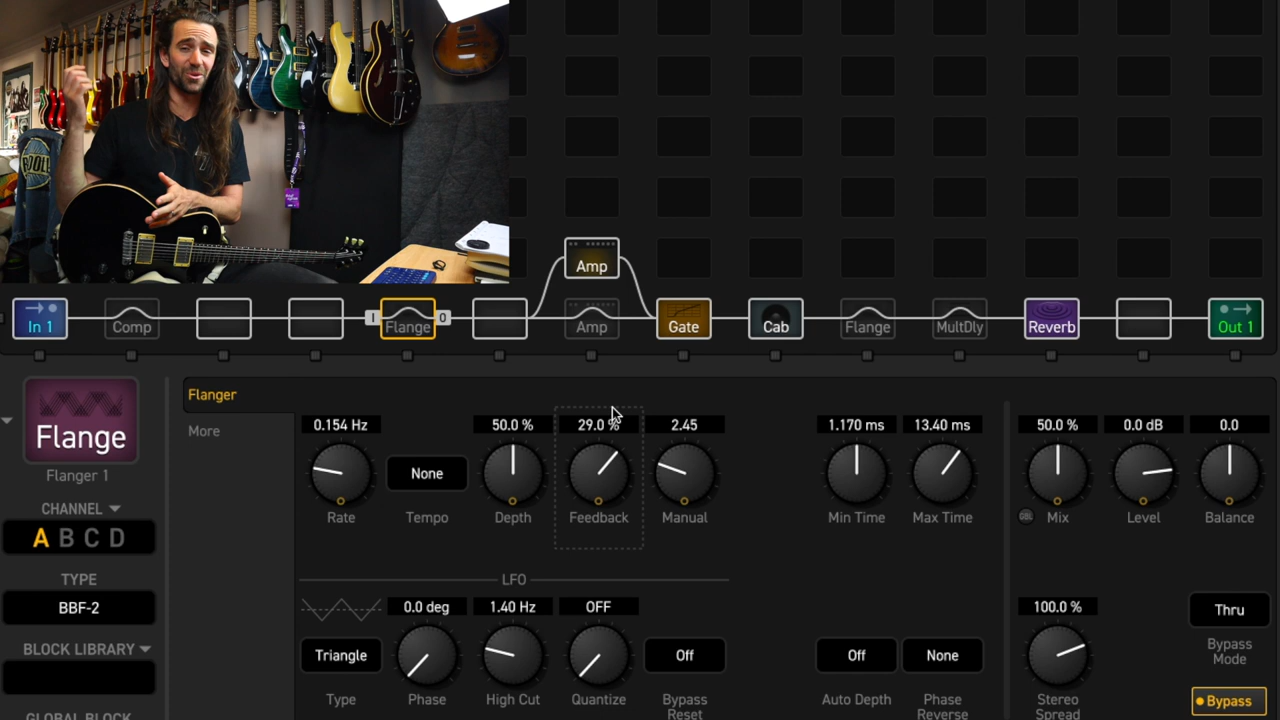 Amp
In 1
Comp
I Flange O
Amp
Gate
Cab
Flange
MultDly
Reverb
Out 1
Flange
Flanger 1
CHANNEL
A B C D
TYPE
BBF-2
BLOCK LIBRARY
GLOBAL BLOCK
Flanger
More
0.154 Hz
50.0 %
29.0 %
2.45
1.170 ms
13.40 ms
50.0 %
0.0 dB
0.0
None
Rate
Tempo
Depth
Feedback
Manual
Min Time
Max Time
GBL
Mix
Level
Balance
LFO
0.0 deg
1.40 Hz
OFF
100.0 %
Triangle
Off
Off
None
Thru
Type
Phase
High Cut
Quantize
Bypass
Reset
Auto Depth
Phase
Reverse
Stereo
Spread
Bypass
Mode
Bypass